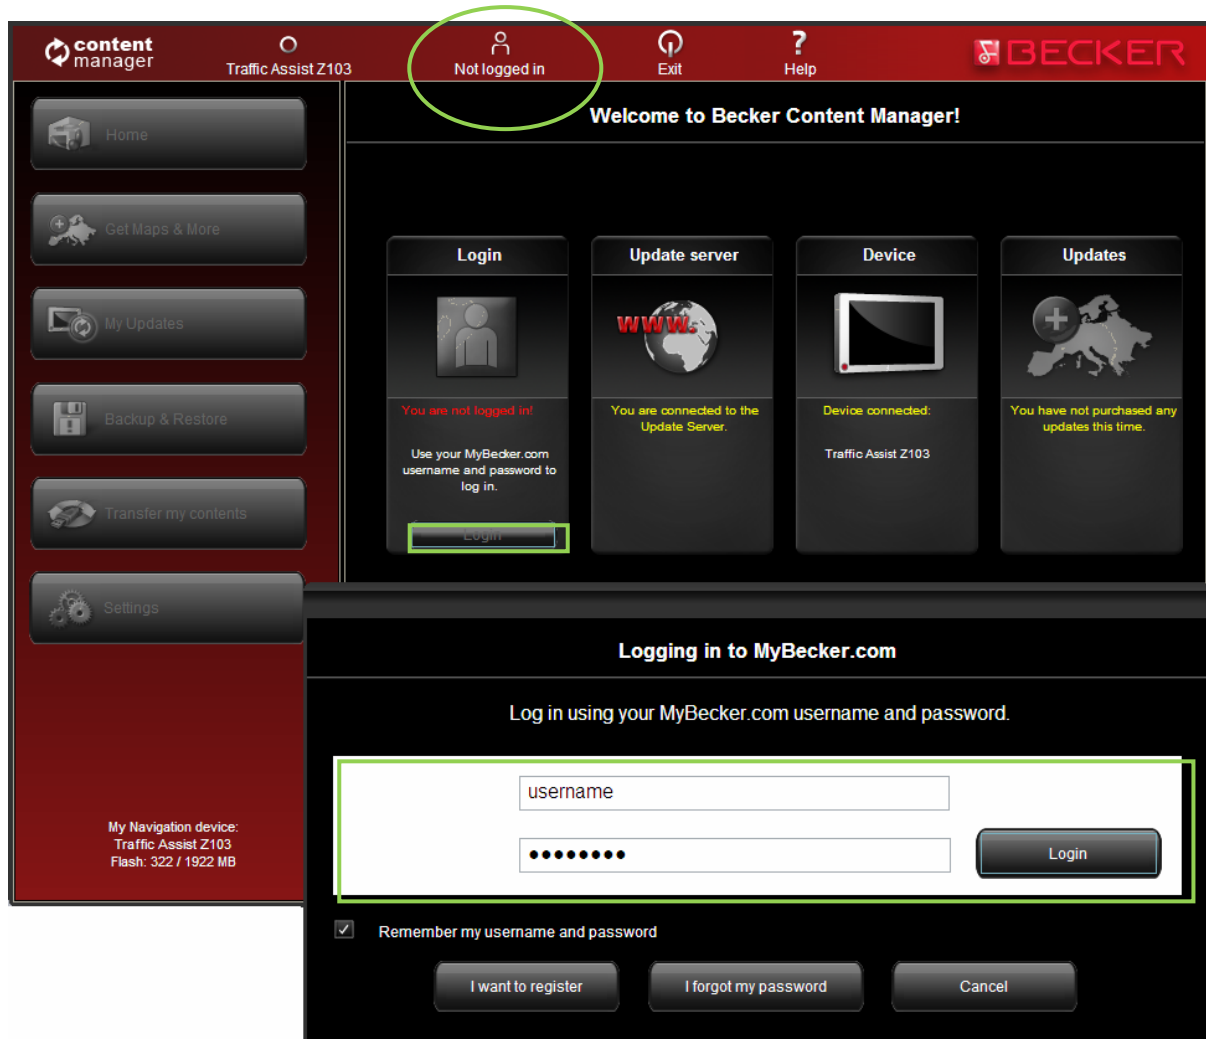 content
manager
Traffic Assist Z103
Not logged in
Exit
?
Help
BECKER
Home
Get Maps & More
My Updates
Backup & Restore
Transfer my contents
Settings
My Navigation device:
Traffic Assist Z103
Flash: 322 / 1922 MB
Welcome to Becker Content Manager!
Login
You are not logged in!
Use your MyBecker.com
username and password to
log in.
Login
Update server
www.
You are connected to the
Update Server.
Device
Device connected:
Traffic Assist Z103
Updates
You have not purchased any
updates this time.
Logging in to MyBecker.com
Log in using your MyBecker.com username and password.
username
●●●●●●●●
Login
Remember my username and password
I want to register
I forgot my password
Cancel